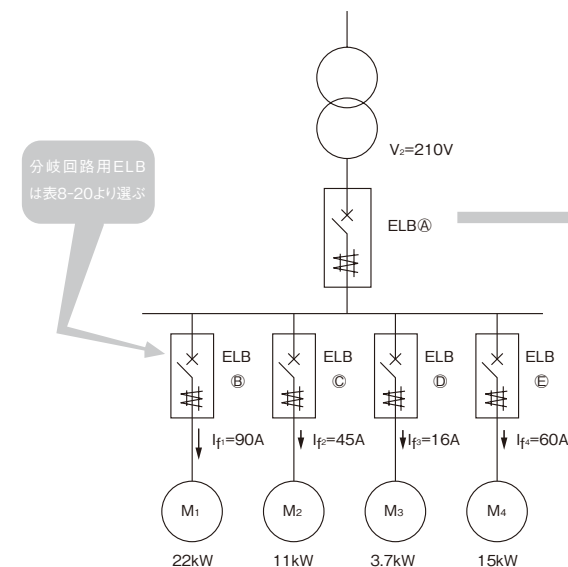 V₂=210V
分岐回路用ELB
は表8-20より選ぶ
ELBⒶ
ELB Ⓑ
ELB Ⓒ
ELB Ⓓ
ELB Ⓔ
If₁=90A
If₂=45A
If₃=16A
If₄=60A
M₁
M₂
M₃
M₄
22kW
11kW
3.7kW
15kW